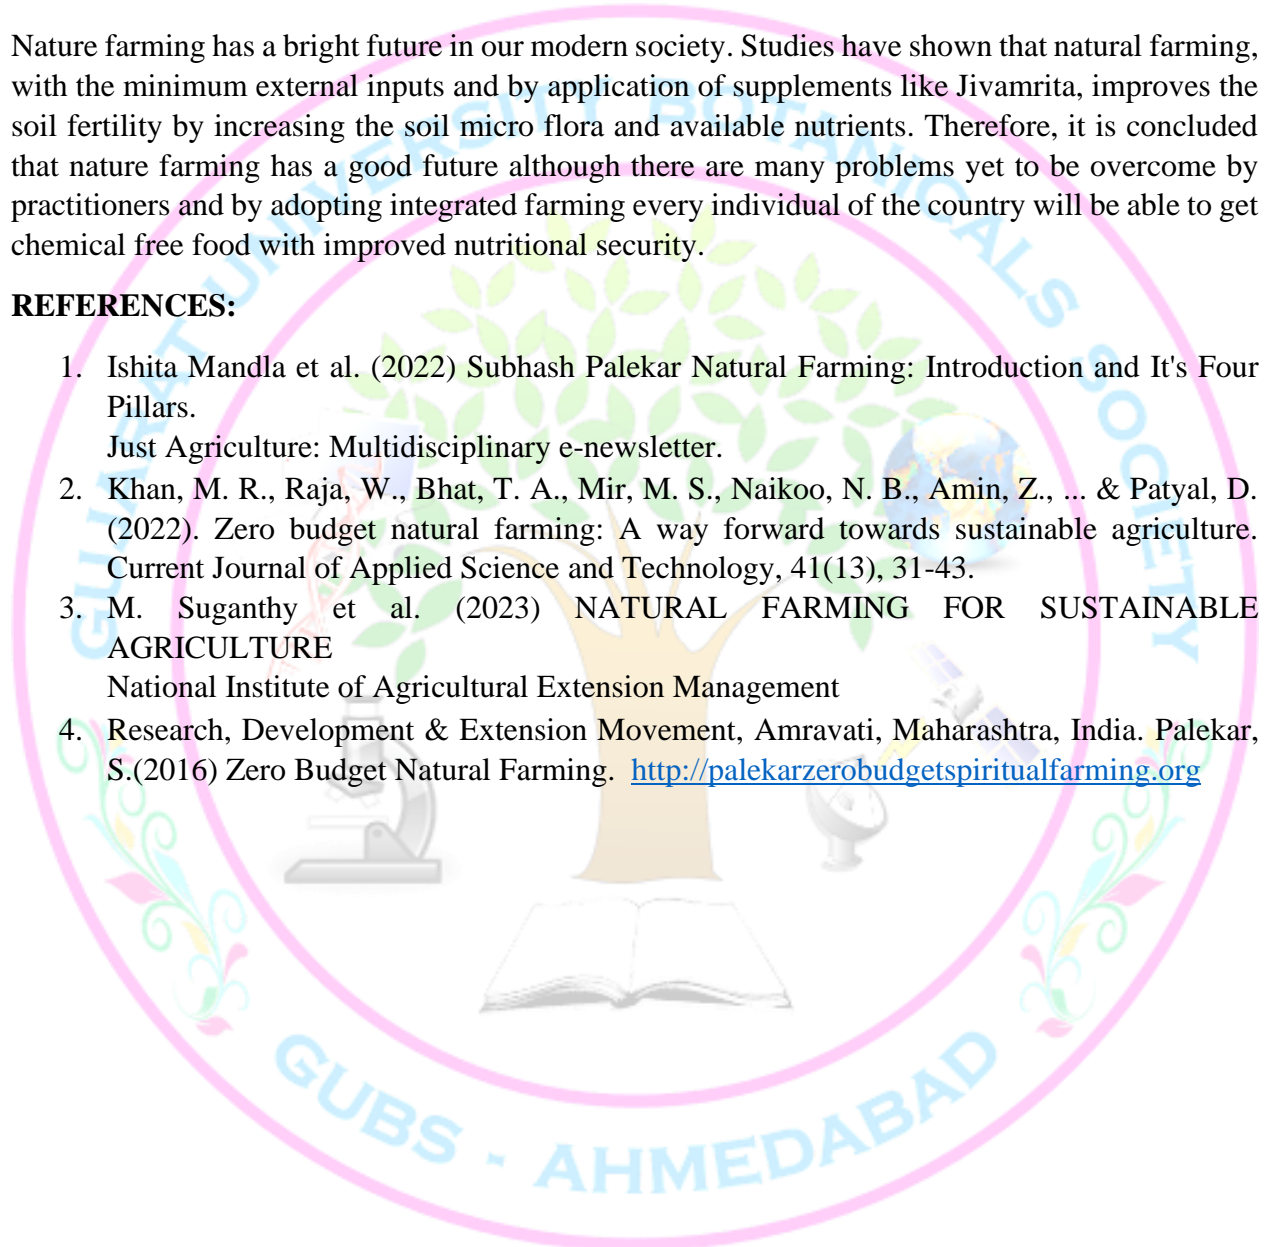 Nature farming has a bright future in our modern society. Studies have shown that natural farming,
with the minimum external inputs and by application of supplements like Jivamrita, improves the
soil fertility by increasing the soil micro flora and available nutrients. Therefore, it is concluded
that nature farming has a good future although there are many problems yet to be overcome by
practitioners and by adopting integrated farming every individual of the country will be able to get
chemical free food with improved nutritional security.
REFERENCES:
1. Ishita Mandla et al. (2022) Subhash Palekar Natural Farming: Introduction and It's Four
Pillars.
Just Agriculture: Multidisciplinary e-newsletter.
2. Khan, M. R., Raja, W., Bhat, T. A., Mir, M. S., Naikoo, N. B., Amin, Z., ... & Patyal, D.
(2022). Zero budget natural farming: A way forward towards sustainable agriculture.
Current Journal of Applied Science and Technology, 41(13), 31-43.
3. M. Suganthy et al. (2023) NATURAL FARMING FOR SUSTAINABLE
AGRICULTURE
National Institute of Agricultural Extension Management
4. Research, Development & Extension Movement, Amravati, Maharashtra, India. Palekar,
S.(2016) Zero Budget Natural Farming. http://palekarzerobudgetspiritualfarming.org
GUJARAT UNIVERSITY BOTANICALS SOCIETY
GUBS - AHMEDABAD